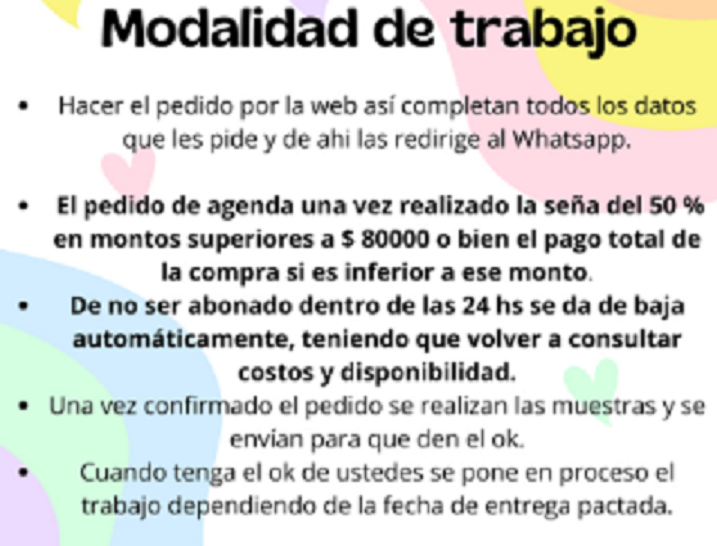 Modalidad de trabajo
• Hacer el pedido por la web así completan todos los datos
que les pide y de ahi las redirige al Whatsapp.
• El pedido de agenda una vez realizado la seña del 50 %
en montos superiores a $ 80000 o bien el pago total de
la compra si es inferior a ese monto.
• De no ser abonado dentro de las 24 hs se da de baja
automáticamente, teniendo que volver a consultar
costos y disponibilidad.
• Una vez confirmado el pedido se realizan las muestras y se
envian para que den el ok.
• Cuando tenga el ok de ustedes se pone en proceso el
trabajo dependiendo de la fecha de entrega pactada.